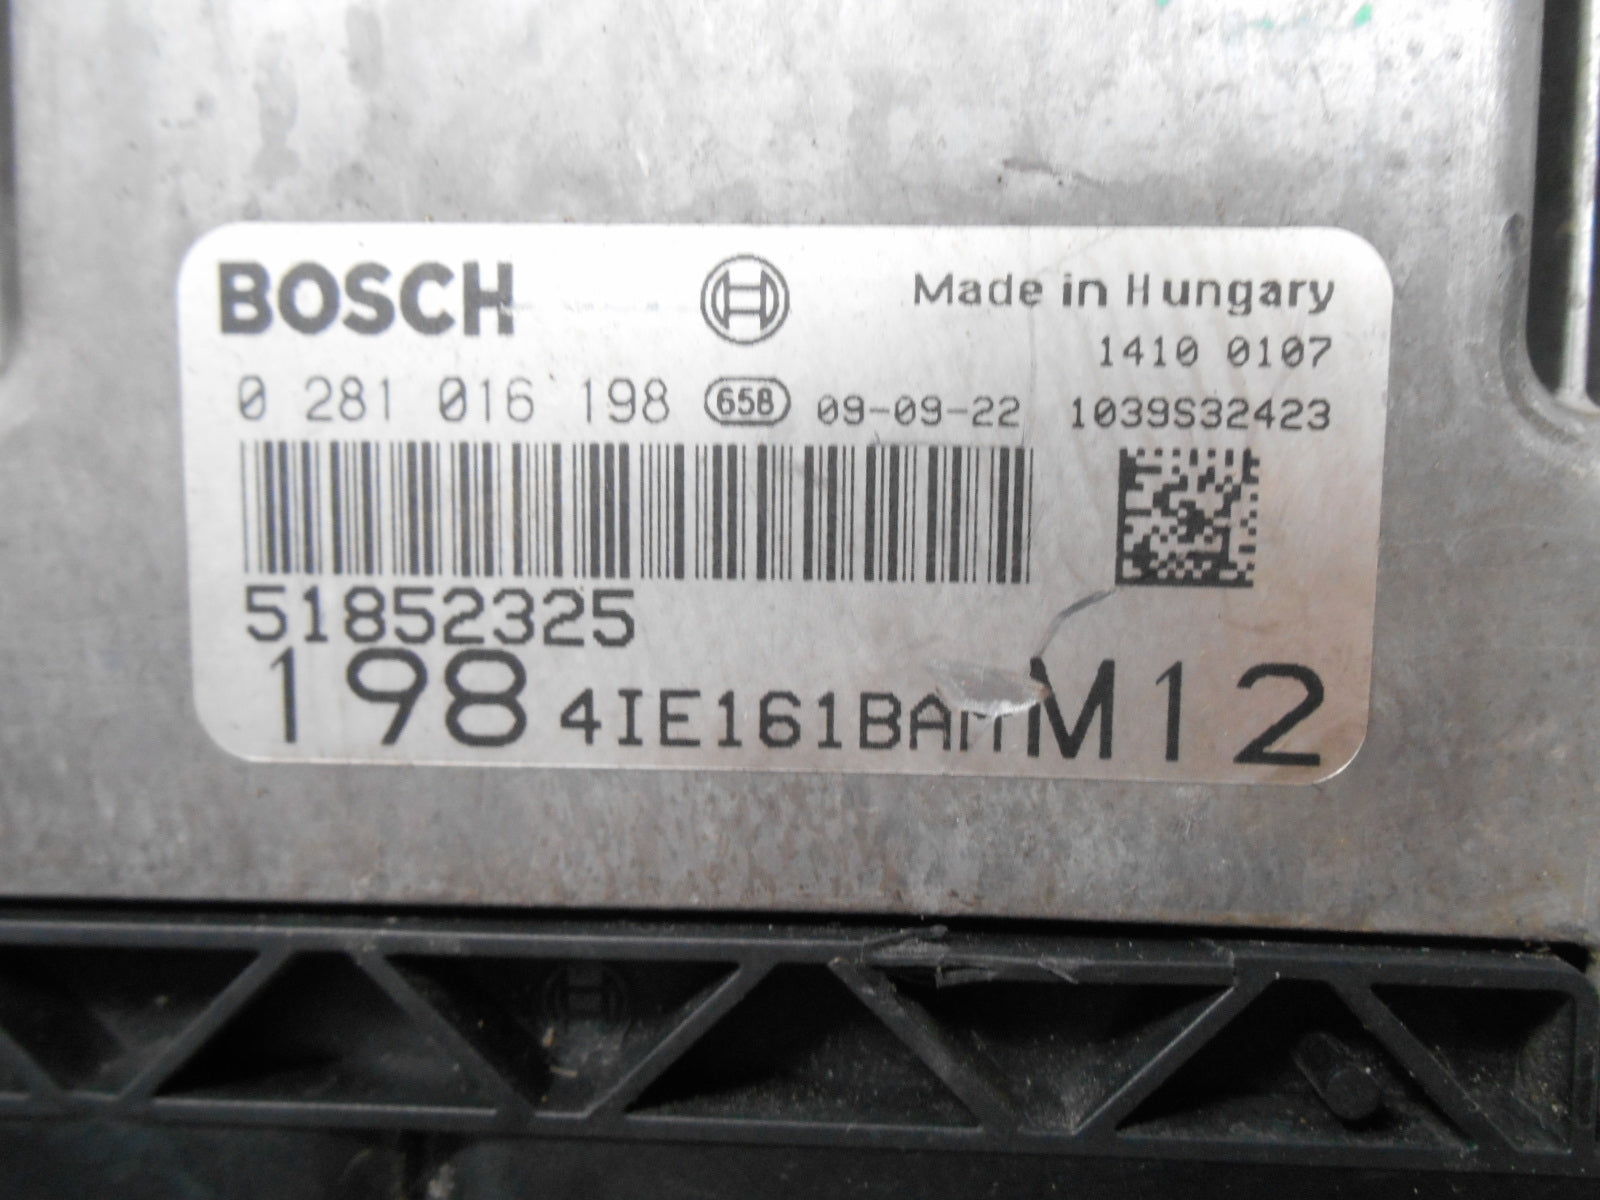 BOSCH Made in Hungary
1410 0107
0 281 016 198 658 09-09-22 1039S32423
51852325
198 4IE161BAM M12